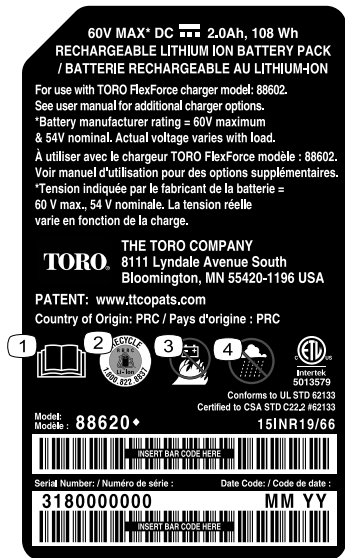 60V MAX* DC 2.0Ah, 108 Wh
RECHARGEABLE LITHIUM ION BATTERY PACK
/ BATTERIE RECHARGEABLE AU LITHIUM-ION
For use with TORO FlexForce charger model: 88602.
See user manual for additional charger options.
*Battery manufacturer rating = 60V maximum
& 54V nominal. Actual voltage varies with load.
À utiliser avec le chargeur TORO FlexForce modèle : 88602.
Voir manuel d'utilisation pour des options supplémentaires.
*Tension indiquée par le fabricant de la batterie =
60 V max., 54 V nominale. La tension réelle
varie en fonction de la charge.
TORO®
THE TORO COMPANY
8111 Lyndale Avenue South
Bloomington, MN 55420-1196 USA
PATENT: www.ttcopats.com
Country of Origin: PRC / Pays d'origine : PRC
1 2 3 4
RECYCLE
RBRC
Li-Ion
1.800.822.8837
c ETL us
Intertek
5013579
Conforms to UL STD 62133
Certified to CSA STD C22.2 #62133
Model:
Modèle : 88620♦ 15INR19/66
INSERT BAR CODE HERE
Serial Number: / Numéro de série : Date Code: / Code de date :
3180000000 MM YY
INSERT BAR CODE HERE